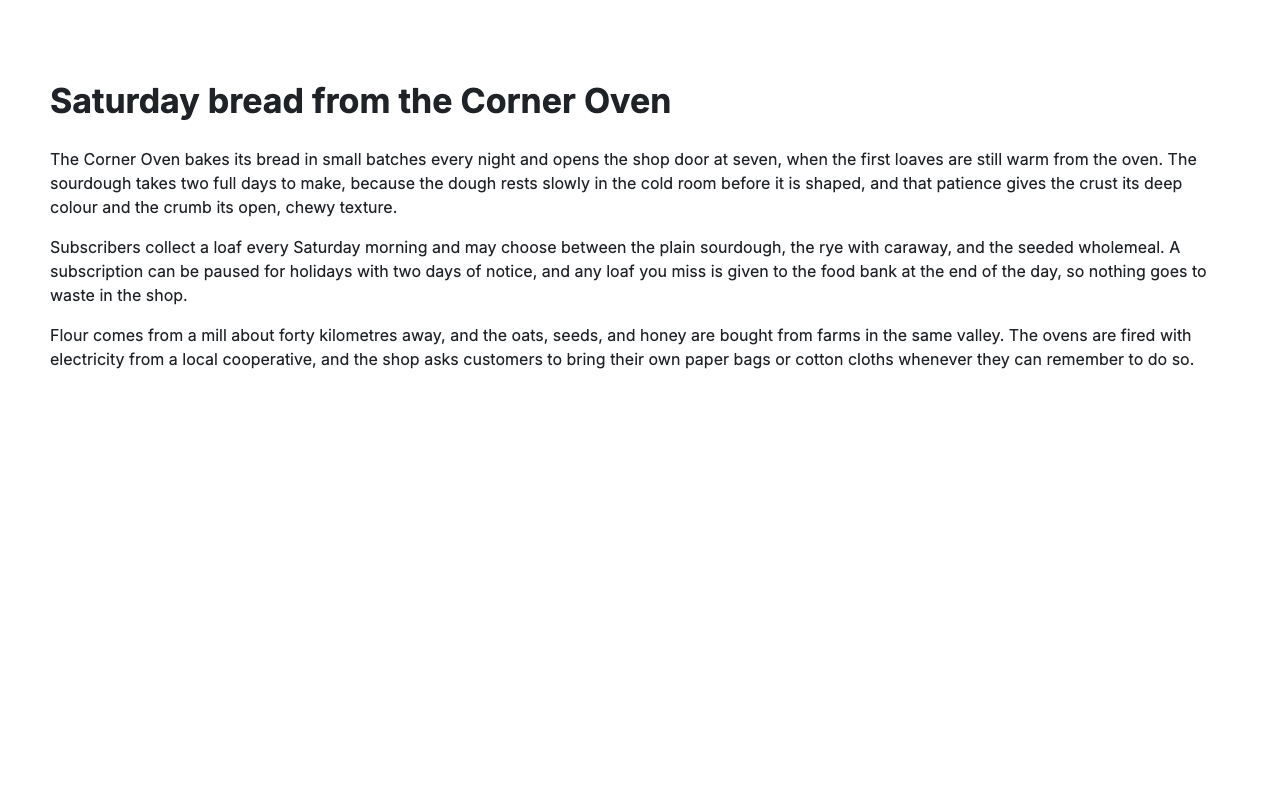 Saturday bread from the Corner Oven
The Corner Oven bakes its bread in small batches every night and opens the shop door at seven, when the first loaves are still warm from the oven. The
sourdough takes two full days to make, because the dough rests slowly in the cold room before it is shaped, and that patience gives the crust its deep
colour and the crumb its open, chewy texture.
Subscribers collect a loaf every Saturday morning and may choose between the plain sourdough, the rye with caraway, and the seeded wholemeal. A
subscription can be paused for holidays with two days of notice, and any loaf you miss is given to the food bank at the end of the day, so nothing goes to
waste in the shop.
Flour comes from a mill about forty kilometres away, and the oats, seeds, and honey are bought from farms in the same valley. The ovens are fired with
electricity from a local cooperative, and the shop asks customers to bring their own paper bags or cotton cloths whenever they can remember to do so.